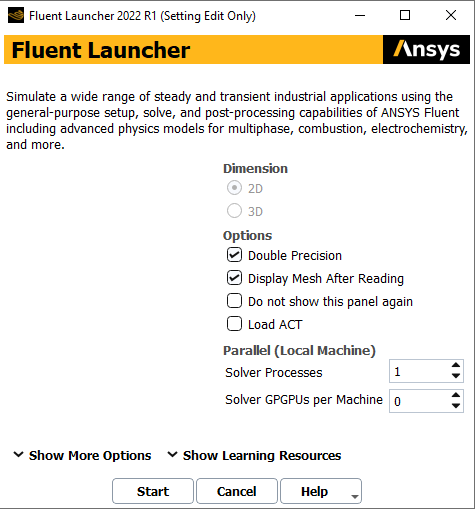 Fluent Launcher 2022 R1 (Setting Edit Only)
Fluent Launcher
Ansys
Simulate a wide range of steady and transient industrial applications using the
general-purpose setup, solve, and post-processing capabilities of ANSYS Fluent
including advanced physics models for multiphase, combustion, electrochemistry,
and more.
Dimension
2D
3D
Options
Double Precision
Display Mesh After Reading
Do not show this panel again
Load ACT
Parallel (Local Machine)
Solver Processes 1
Solver GPGPUs per Machine 0
Show More Options Show Learning Resources
Start Cancel Help